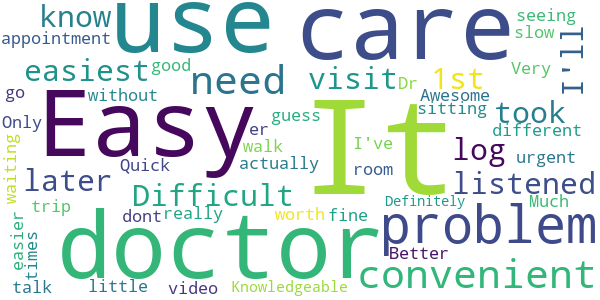 know use care seeing
appointment slow I'll
easiest good need visit 1st Dr Very
go without Awesome sitting took
Only Easy It different
er guess walk I've log
waiting Quick actually room urgent
later Difficult listened
trip really worth fine Definitely Much
easier times dont doctor problem
Better
talk little video Knowledgeable convenient